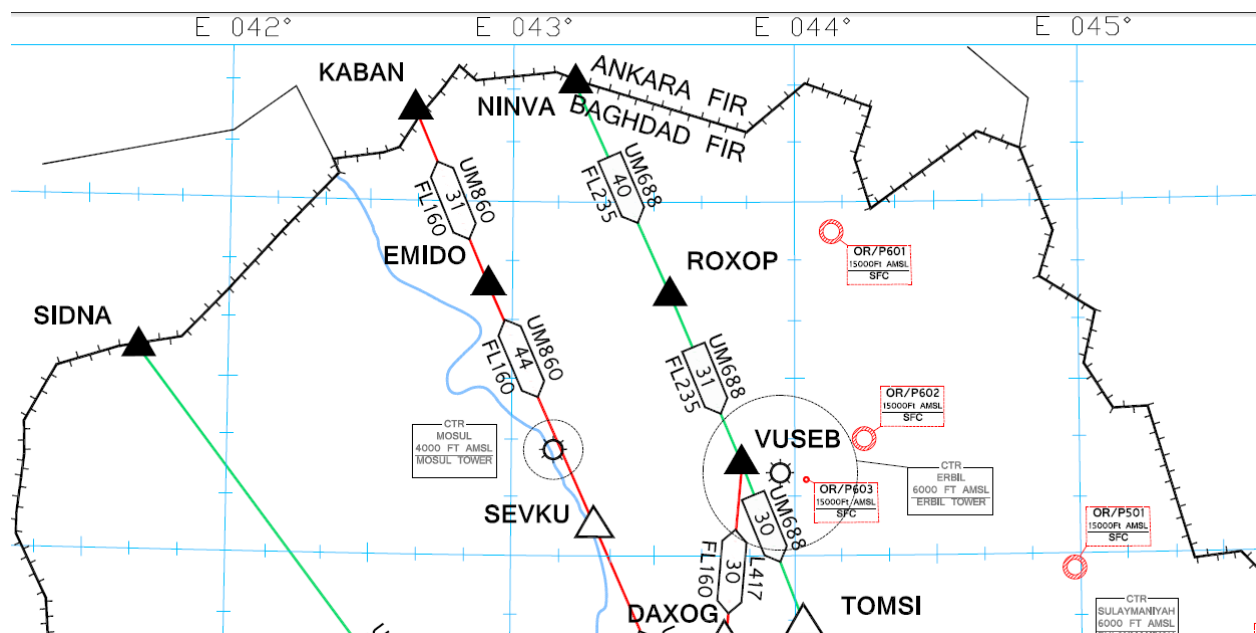 E 042°
E 043°
E 044°
E 045°
KABAN
NINVA
ANKARA FIR
BAGHDAD FIR
UM860
31
FL160
UM688
40
FL235
EMIDO
ROXOP
OR/P601
15000Ft AMSL
SFC
SIDNA
UM860
44
FL160
UM688
31
FL235
OR/P602
15000Ft AMSL
SFC
CTR
MOSUL
4000 FT AMSL
MOSUL TOWER
VUSEB
CTR
ERBIL
6000 FT AMSL
ERBIL TOWER
OR/P603
15000Ft AMSL
SFC
SEVKU
UM688
30
OR/P501
15000Ft AMSL
SFC
L417
30
FL160
DAXOG
TOMSI
CTR
SULAYMANIYAH
6000 FT AMSL